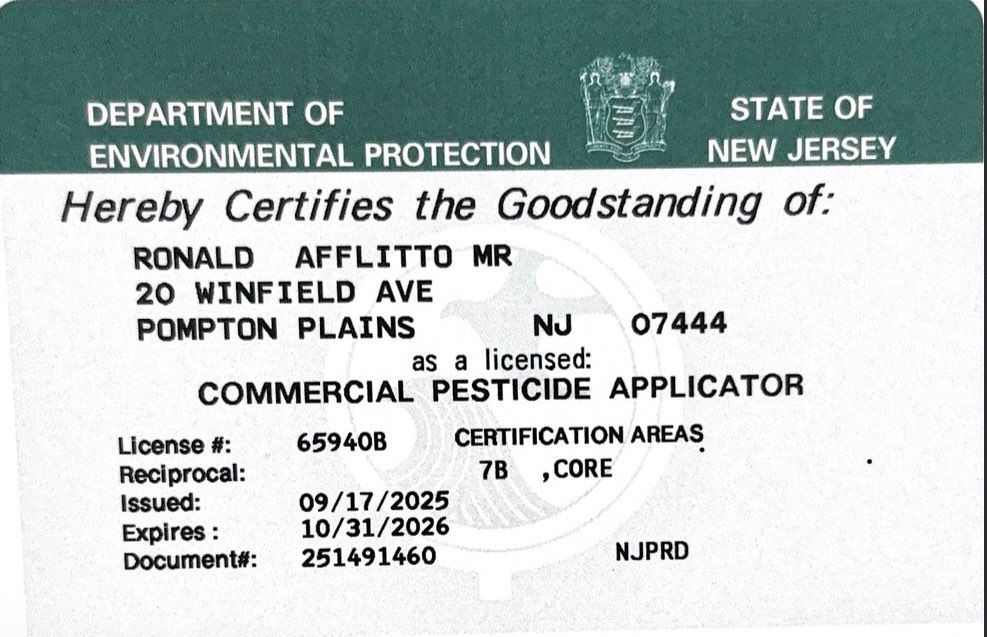 DEPARTMENT OF
ENVIRONMENTAL PROTECTION
STATE OF
NEW JERSEY
Hereby Certifies the Goodstanding of:
RONALD AFFLITTO MR
20 WINFIELD AVE
POMPTON PLAINS NJ 07444
as a licensed:
COMMERCIAL PESTICIDE APPLICATOR
License #: 65940B CERTIFICATION AREAS
Reciprocal: 7B ,CORE
Issued: 09/17/2025
Expires : 10/31/2026
Document#: 251491460 NJPRD